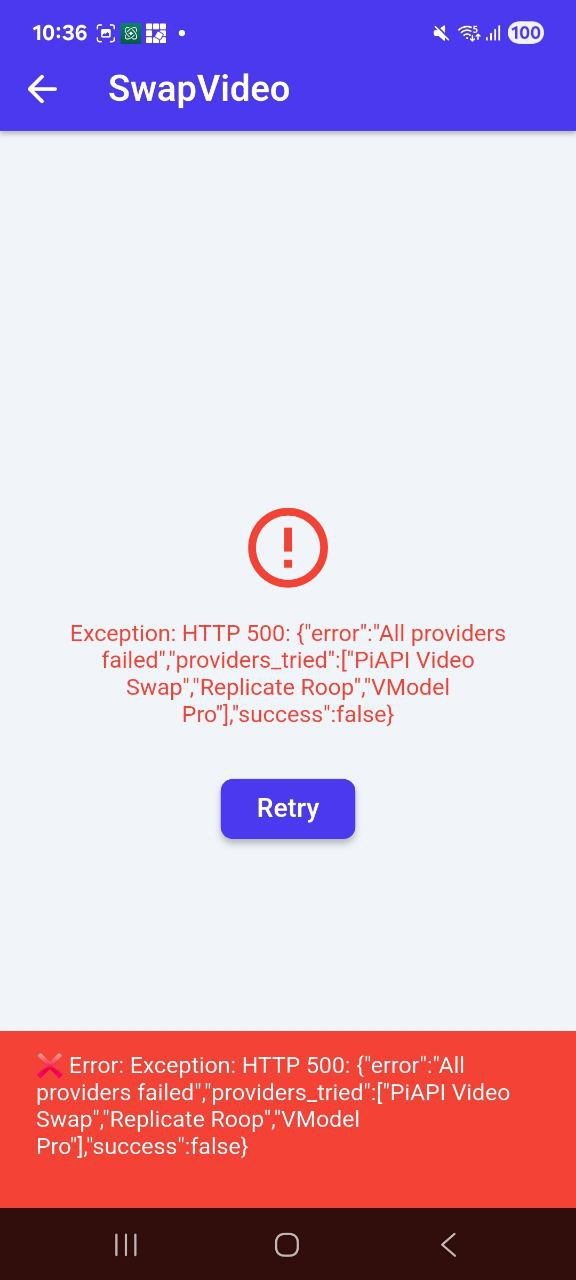 10:36
100
SwapVideo
Exception: HTTP 500: {"error":"All providers
failed","providers_tried":["PiAPI Video
Swap","Replicate Roop","VModel
Pro"],"success":false}
Retry
❌ Error: Exception: HTTP 500: {"error":"All
providers failed","providers_tried":["PiAPI Video
Swap","Replicate Roop","VModel
Pro"],"success":false}